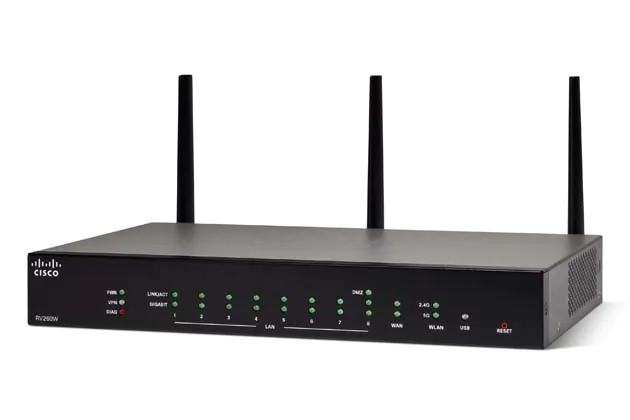 CISCO
PWR
VPN
DIAG
RV260W
LINK/ACT
GIGABIT
1 2 3 4 5 6 7 8
LAN
DMZ
WAN
2.4G
5G
WLAN
USB
RESET